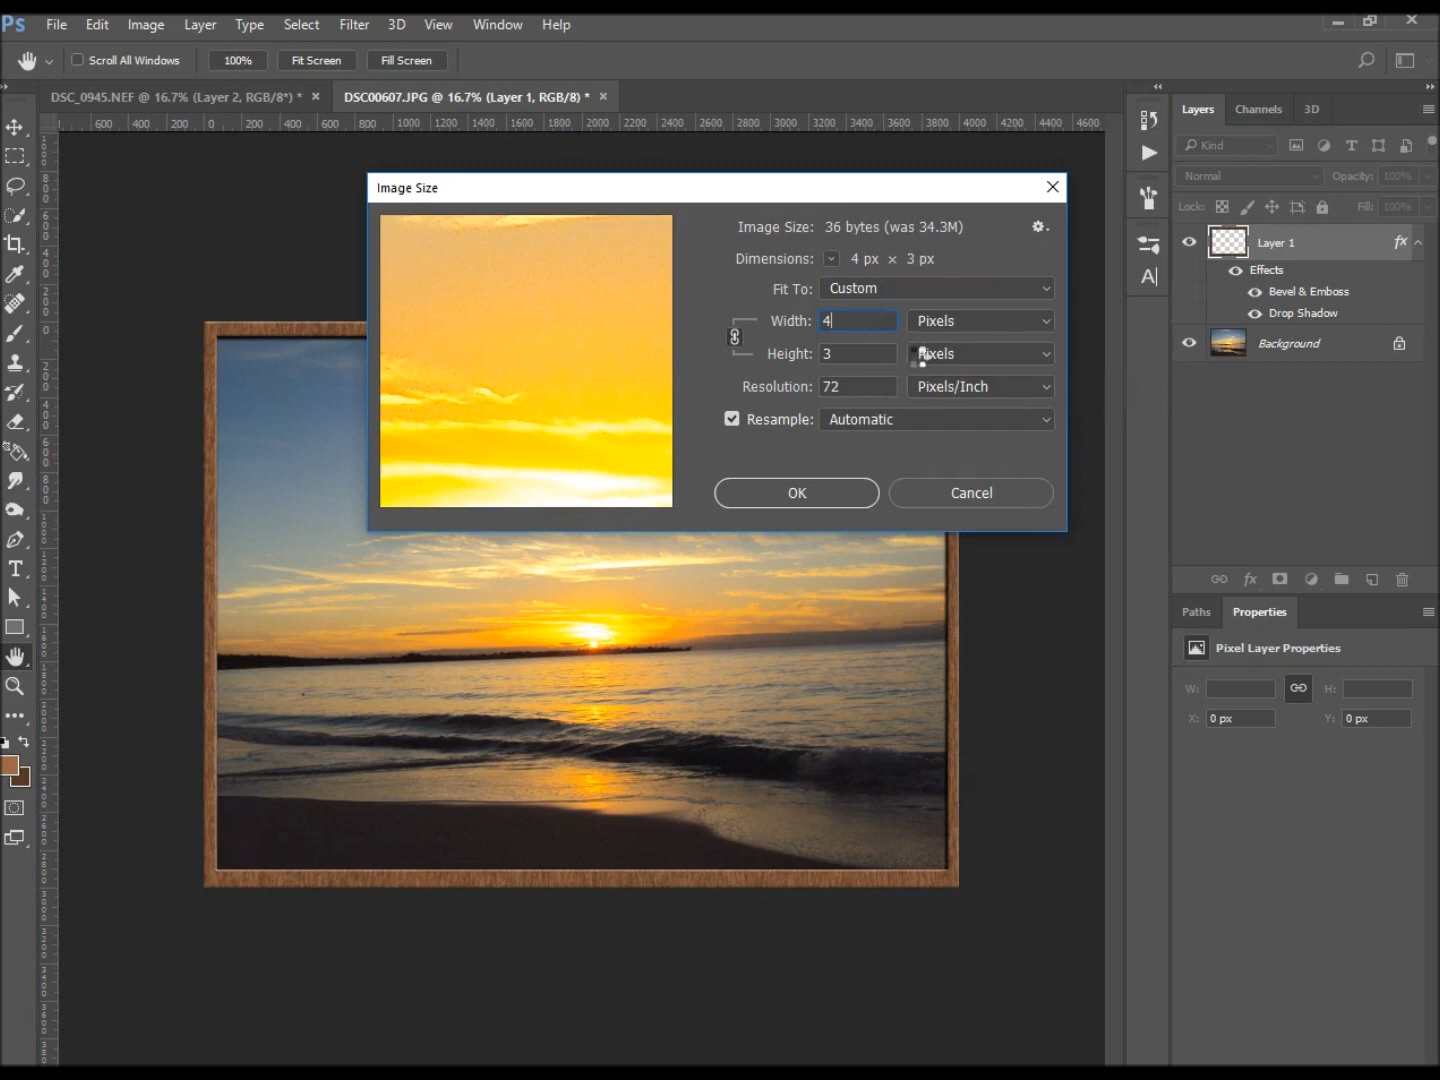 Ps File Edit Image Layer Type Select Filter 3D View Window Help
Scroll All Windows 100% Fit Screen Fill Screen
DSC_0945.NEF @ 16.7% (Layer 2, RGB/8*) * × DSC00607.JPG @ 16.7% (Layer 1, RGB/8) * ×
600 400 200 0 200 400 600 800 1000 1200 1400 1600 1800 2000 2200 2400 2600 2800 3000 3200 3400 3600 3800 4000 4200 4400 4600
Layers Channels 3D
Kind
Normal Opacity: 100%
Lock: Fill: 100%
Layer 1 fx
Effects
Bevel & Emboss
Drop Shadow
Background
fx
Paths Properties
Pixel Layer Properties
W: H:
X: 0 px Y: 0 px
Image Size
Image Size: 36 bytes (was 34.3M)
Dimensions: 4 px × 3 px
Fit To: Custom
Width: 4 Pixels
Height: 3 Pixels
Resolution: 72 Pixels/Inch
Resample: Automatic
OK Cancel